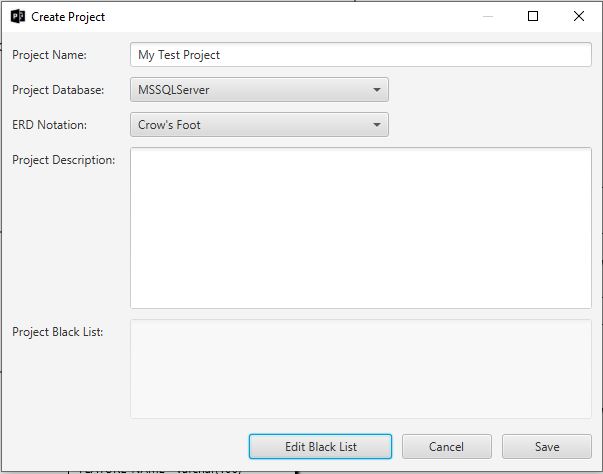 Create Project
Project Name: My Test Project
Project Database: MSSQLServer
ERD Notation: Crow's Foot
Project Description:
Project Black List:
Edit Black List Cancel Save